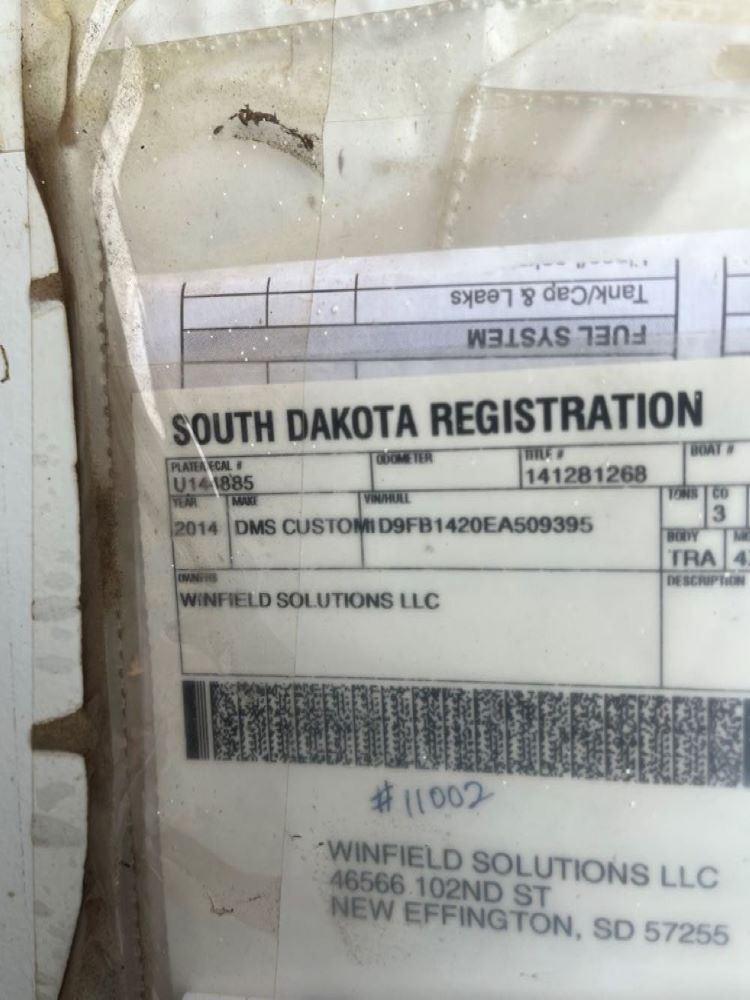 Tank/Cap & Leaks
FUEL SYSTEM
SOUTH DAKOTA REGISTRATION
PLATE/DECAL # ODOMETER TITLE # BOAT #
U144885 141281268
YEAR MAKE VIN/HULL TONS CO
2014 DMS CUSTOM 1D9FB1420EA509395 3
BODY
TRA
OWNERS DESCRIPTION
WINFIELD SOLUTIONS LLC
#11002
WINFIELD SOLUTIONS LLC
46566 102ND ST
NEW EFFINGTON, SD 57255